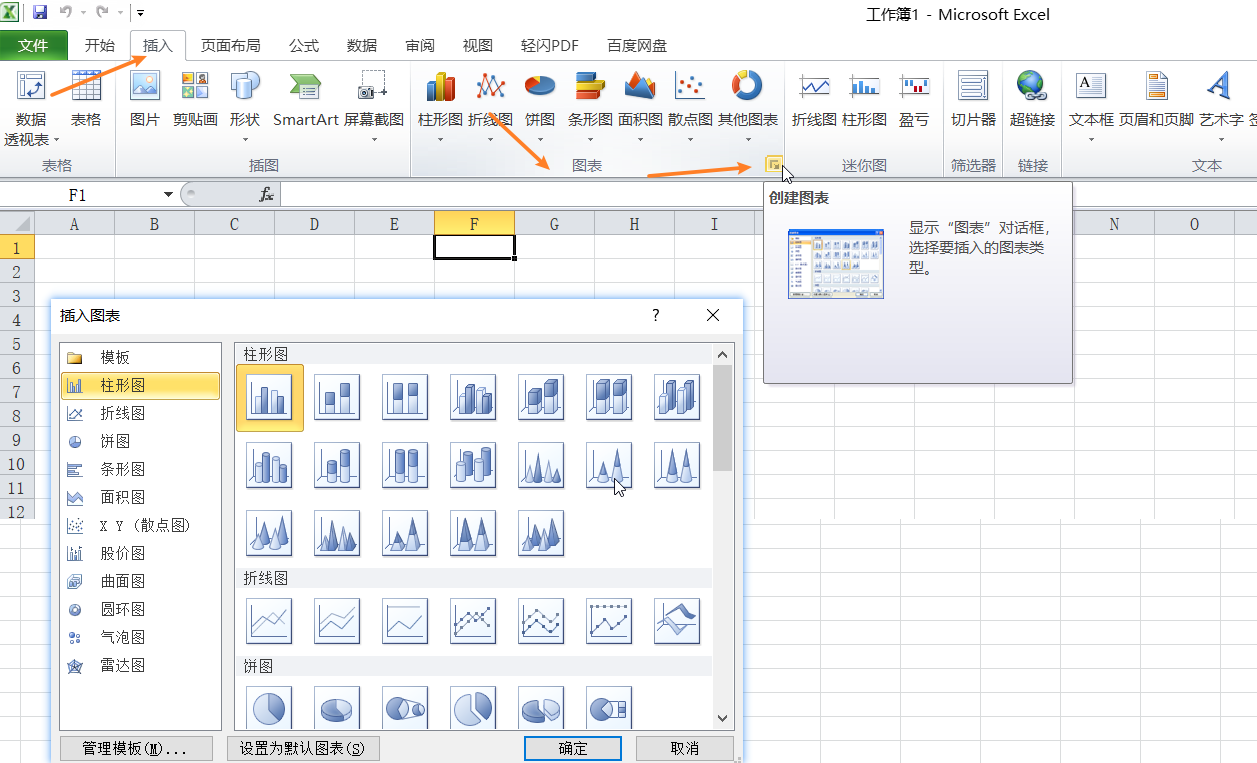 工作簿1 - Microsoft Excel
文件 开始 插入 页面布局 公式 数据 审阅 视图 轻闪PDF 百度网盘
数据 表格 图片 剪贴画 形状 SmartArt 屏幕截图 柱形图 折线图 饼图 条形图 面积图 散点图 其他图表 折线图 柱形图 盈亏 切片器 超链接 文本框 页眉和页脚 艺术字
透视表
表格 插图 图表 迷你图 筛选器 链接 文本
F1 fx
创建图表
显示“图表”对话框,
选择要插入的图表类
型。
A B C D E F G H I N O
1
2
3
4
5
6
7
8
9
10
11
12
插入图表 ?
模板
柱形图
折线图
饼图
条形图
面积图
X Y (散点图)
股价图
曲面图
圆环图
气泡图
雷达图
柱形图
折线图
饼图
管理模板(M)... 设置为默认图表(S) 确定 取消